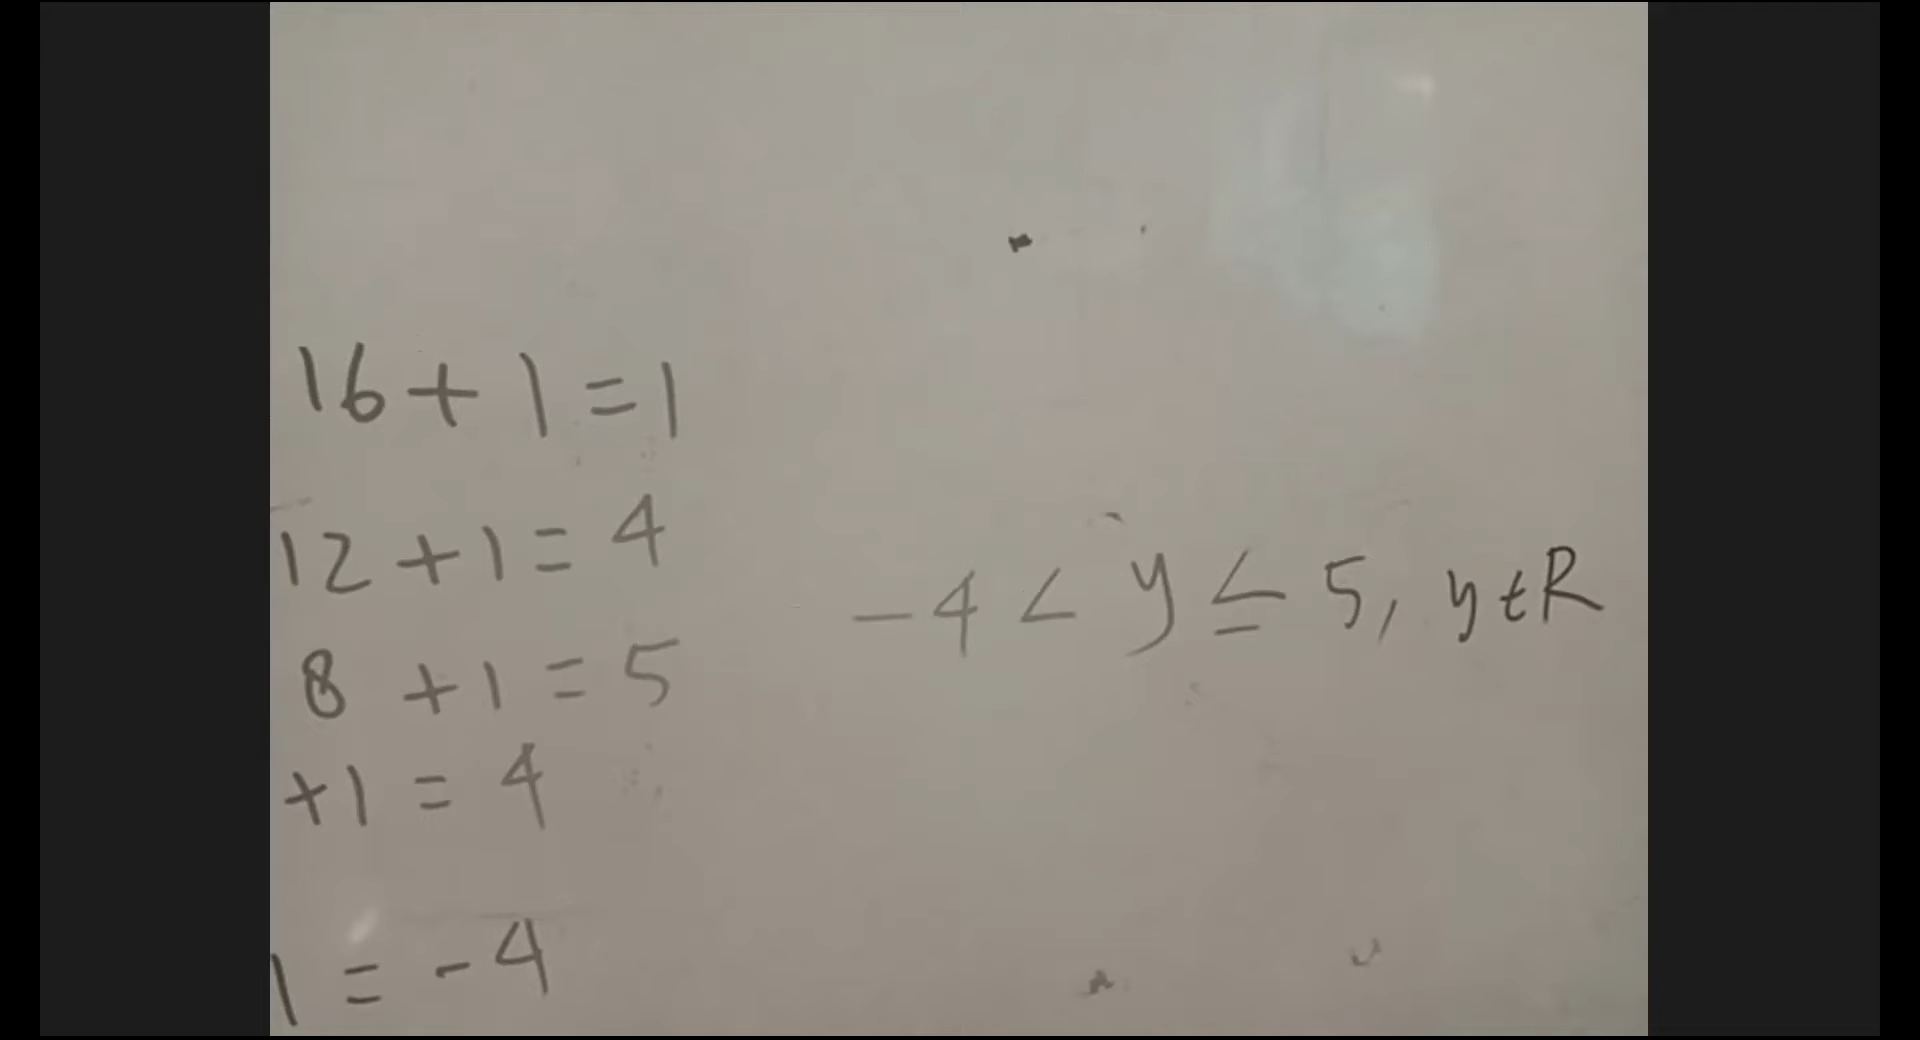 16 + 1 = 1
12 + 1 = 4
8 + 1 = 5
+ 1 = 4
1 = - 4
- 4 < y ≤ 5, y ∈ R